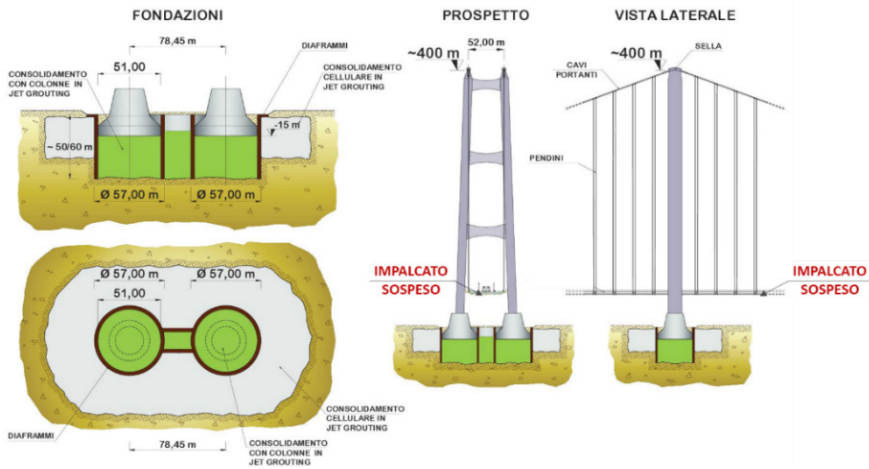 FONDAZIONI
78,45 m
DIAFRAMMI
51,00
CONSOLIDAMENTO
CON COLONNE IN
JET GROUTING
CONSOLIDAMENTO
CELLULARE IN
JET GROUTING
-15 m
~ 50/60 m
Ø 57,00 m
Ø 57,00 m
Ø 57,00 m
Ø 57,00 m
51,00
DIAFRAMMI
CONSOLIDAMENTO
CELLULARE IN
JET GROUTING
CONSOLIDAMENTO
CON COLONNE IN
JET GROUTING
78,45 m
PROSPETTO
52,00 m
~400 m
IMPALCATO
SOSPESO
VISTA LATERALE
~400 m
SELLA
CAVI
PORTANTI
PENDINI
IMPALCATO
SOSPESO